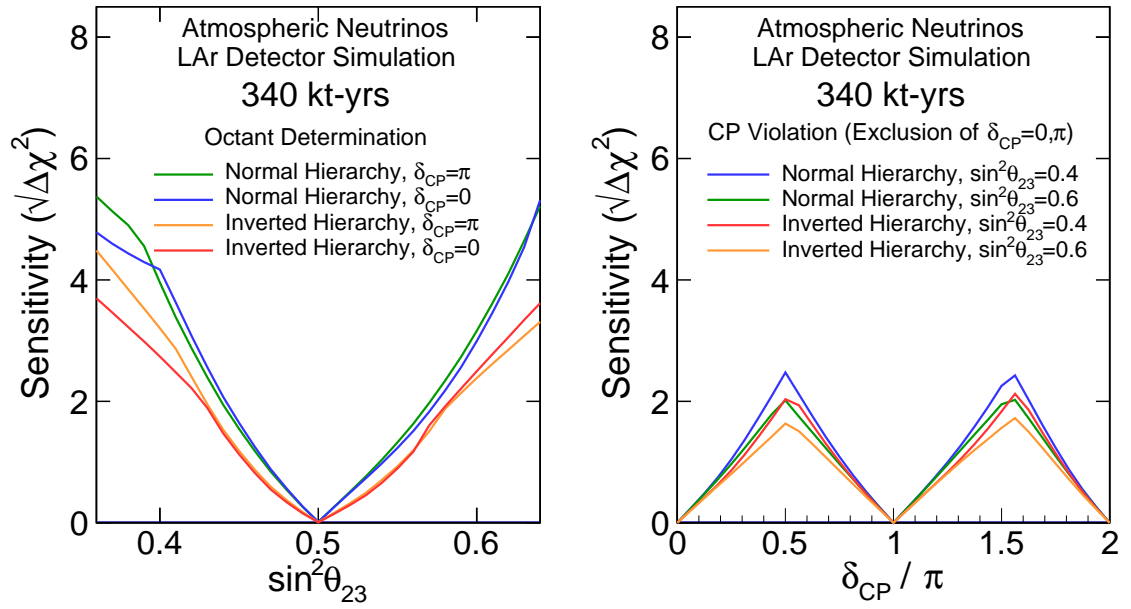 Atmospheric Neutrinos
LAr Detector Simulation
340 kt-yrs
Octant Determination
Normal Hierarchy, δCP=π
Normal Hierarchy, δCP=0
Inverted Hierarchy, δCP=π
Inverted Hierarchy, δCP=0
Sensitivity (√Δχ²)
8
6
4
2
0
0.4
0.5
0.6
sin²θ₂₃
Atmospheric Neutrinos
LAr Detector Simulation
340 kt-yrs
CP Violation (Exclusion of δCP=0,π)
Normal Hierarchy, sin²θ₂₃=0.4
Normal Hierarchy, sin²θ₂₃=0.6
Inverted Hierarchy, sin²θ₂₃=0.4
Inverted Hierarchy, sin²θ₂₃=0.6
Sensitivity (√Δχ²)
8
6
4
2
0
0
0.5
1
1.5
2
δCP / π